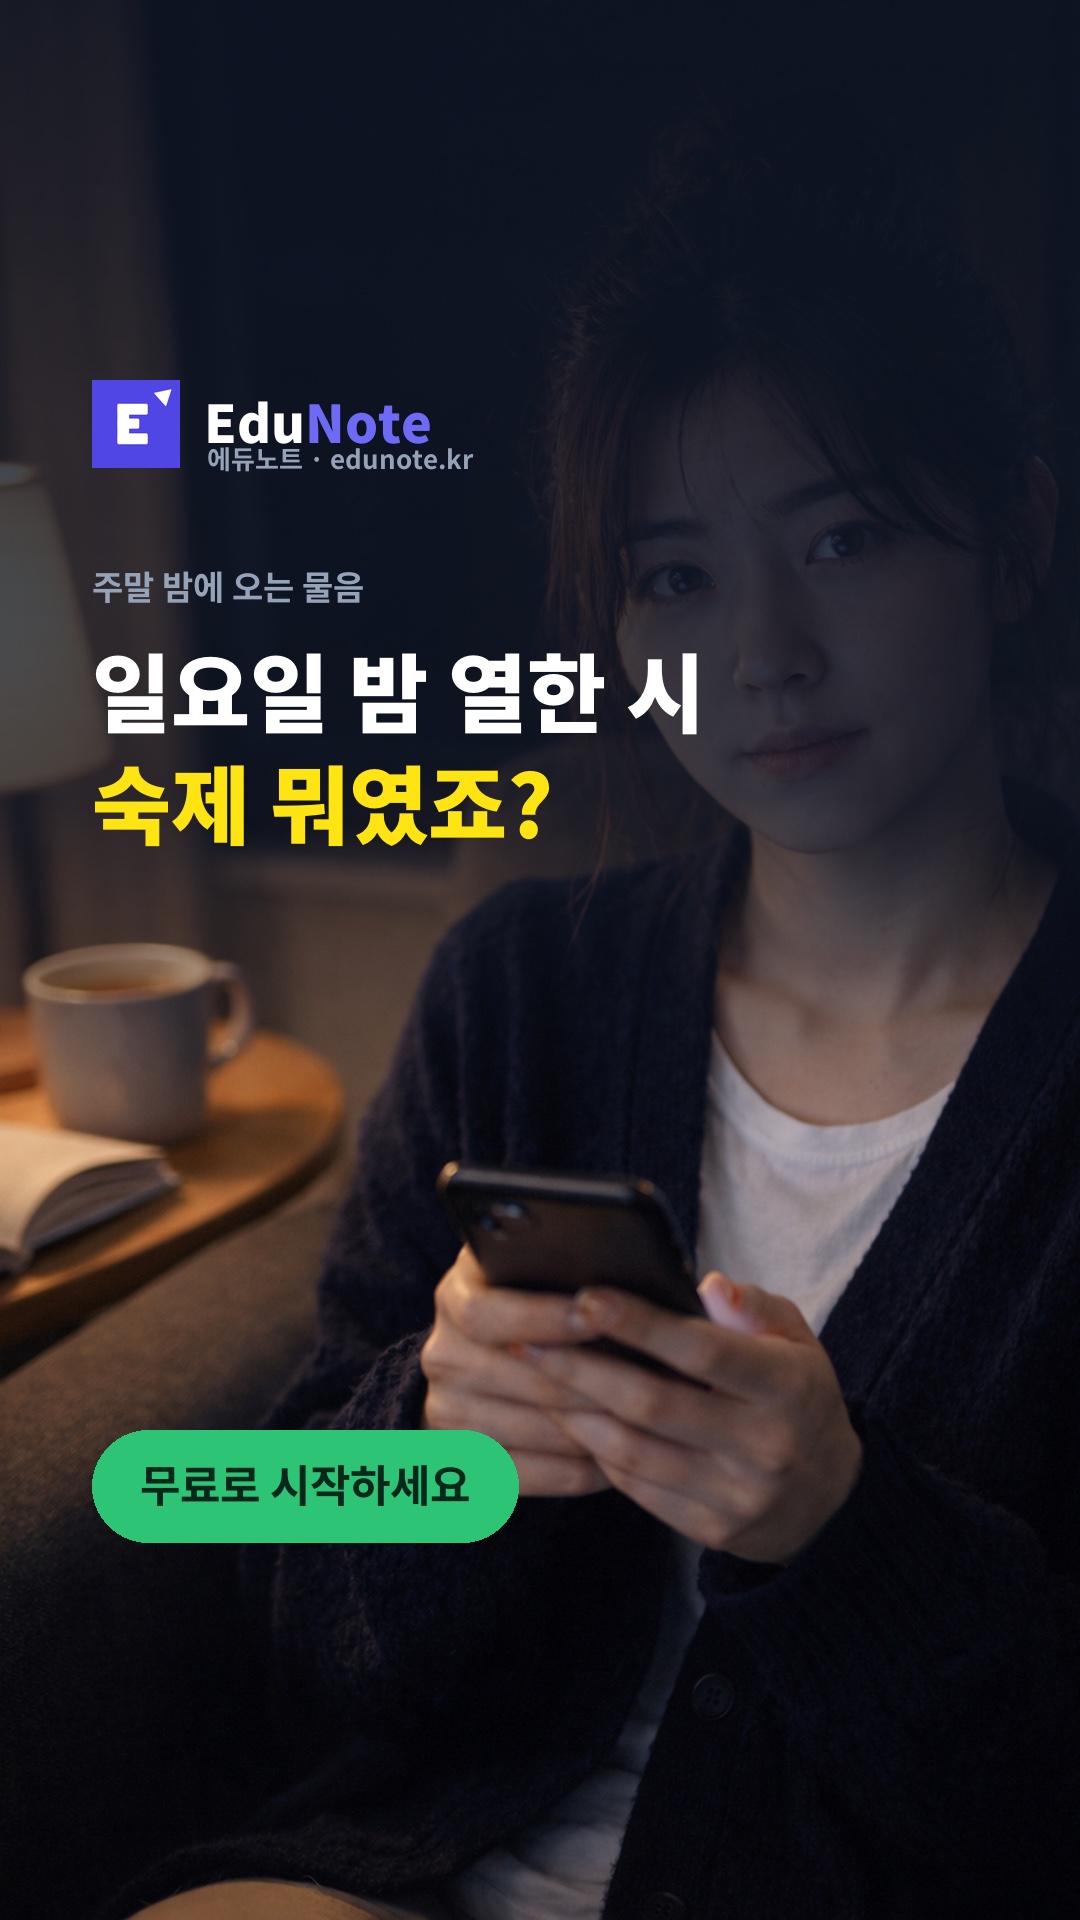 E
EduNote
에듀노트 · edunote.kr
주말 밤에 오는 물음
일요일 밤 열한 시
숙제 뭐였죠?
무료로 시작하세요